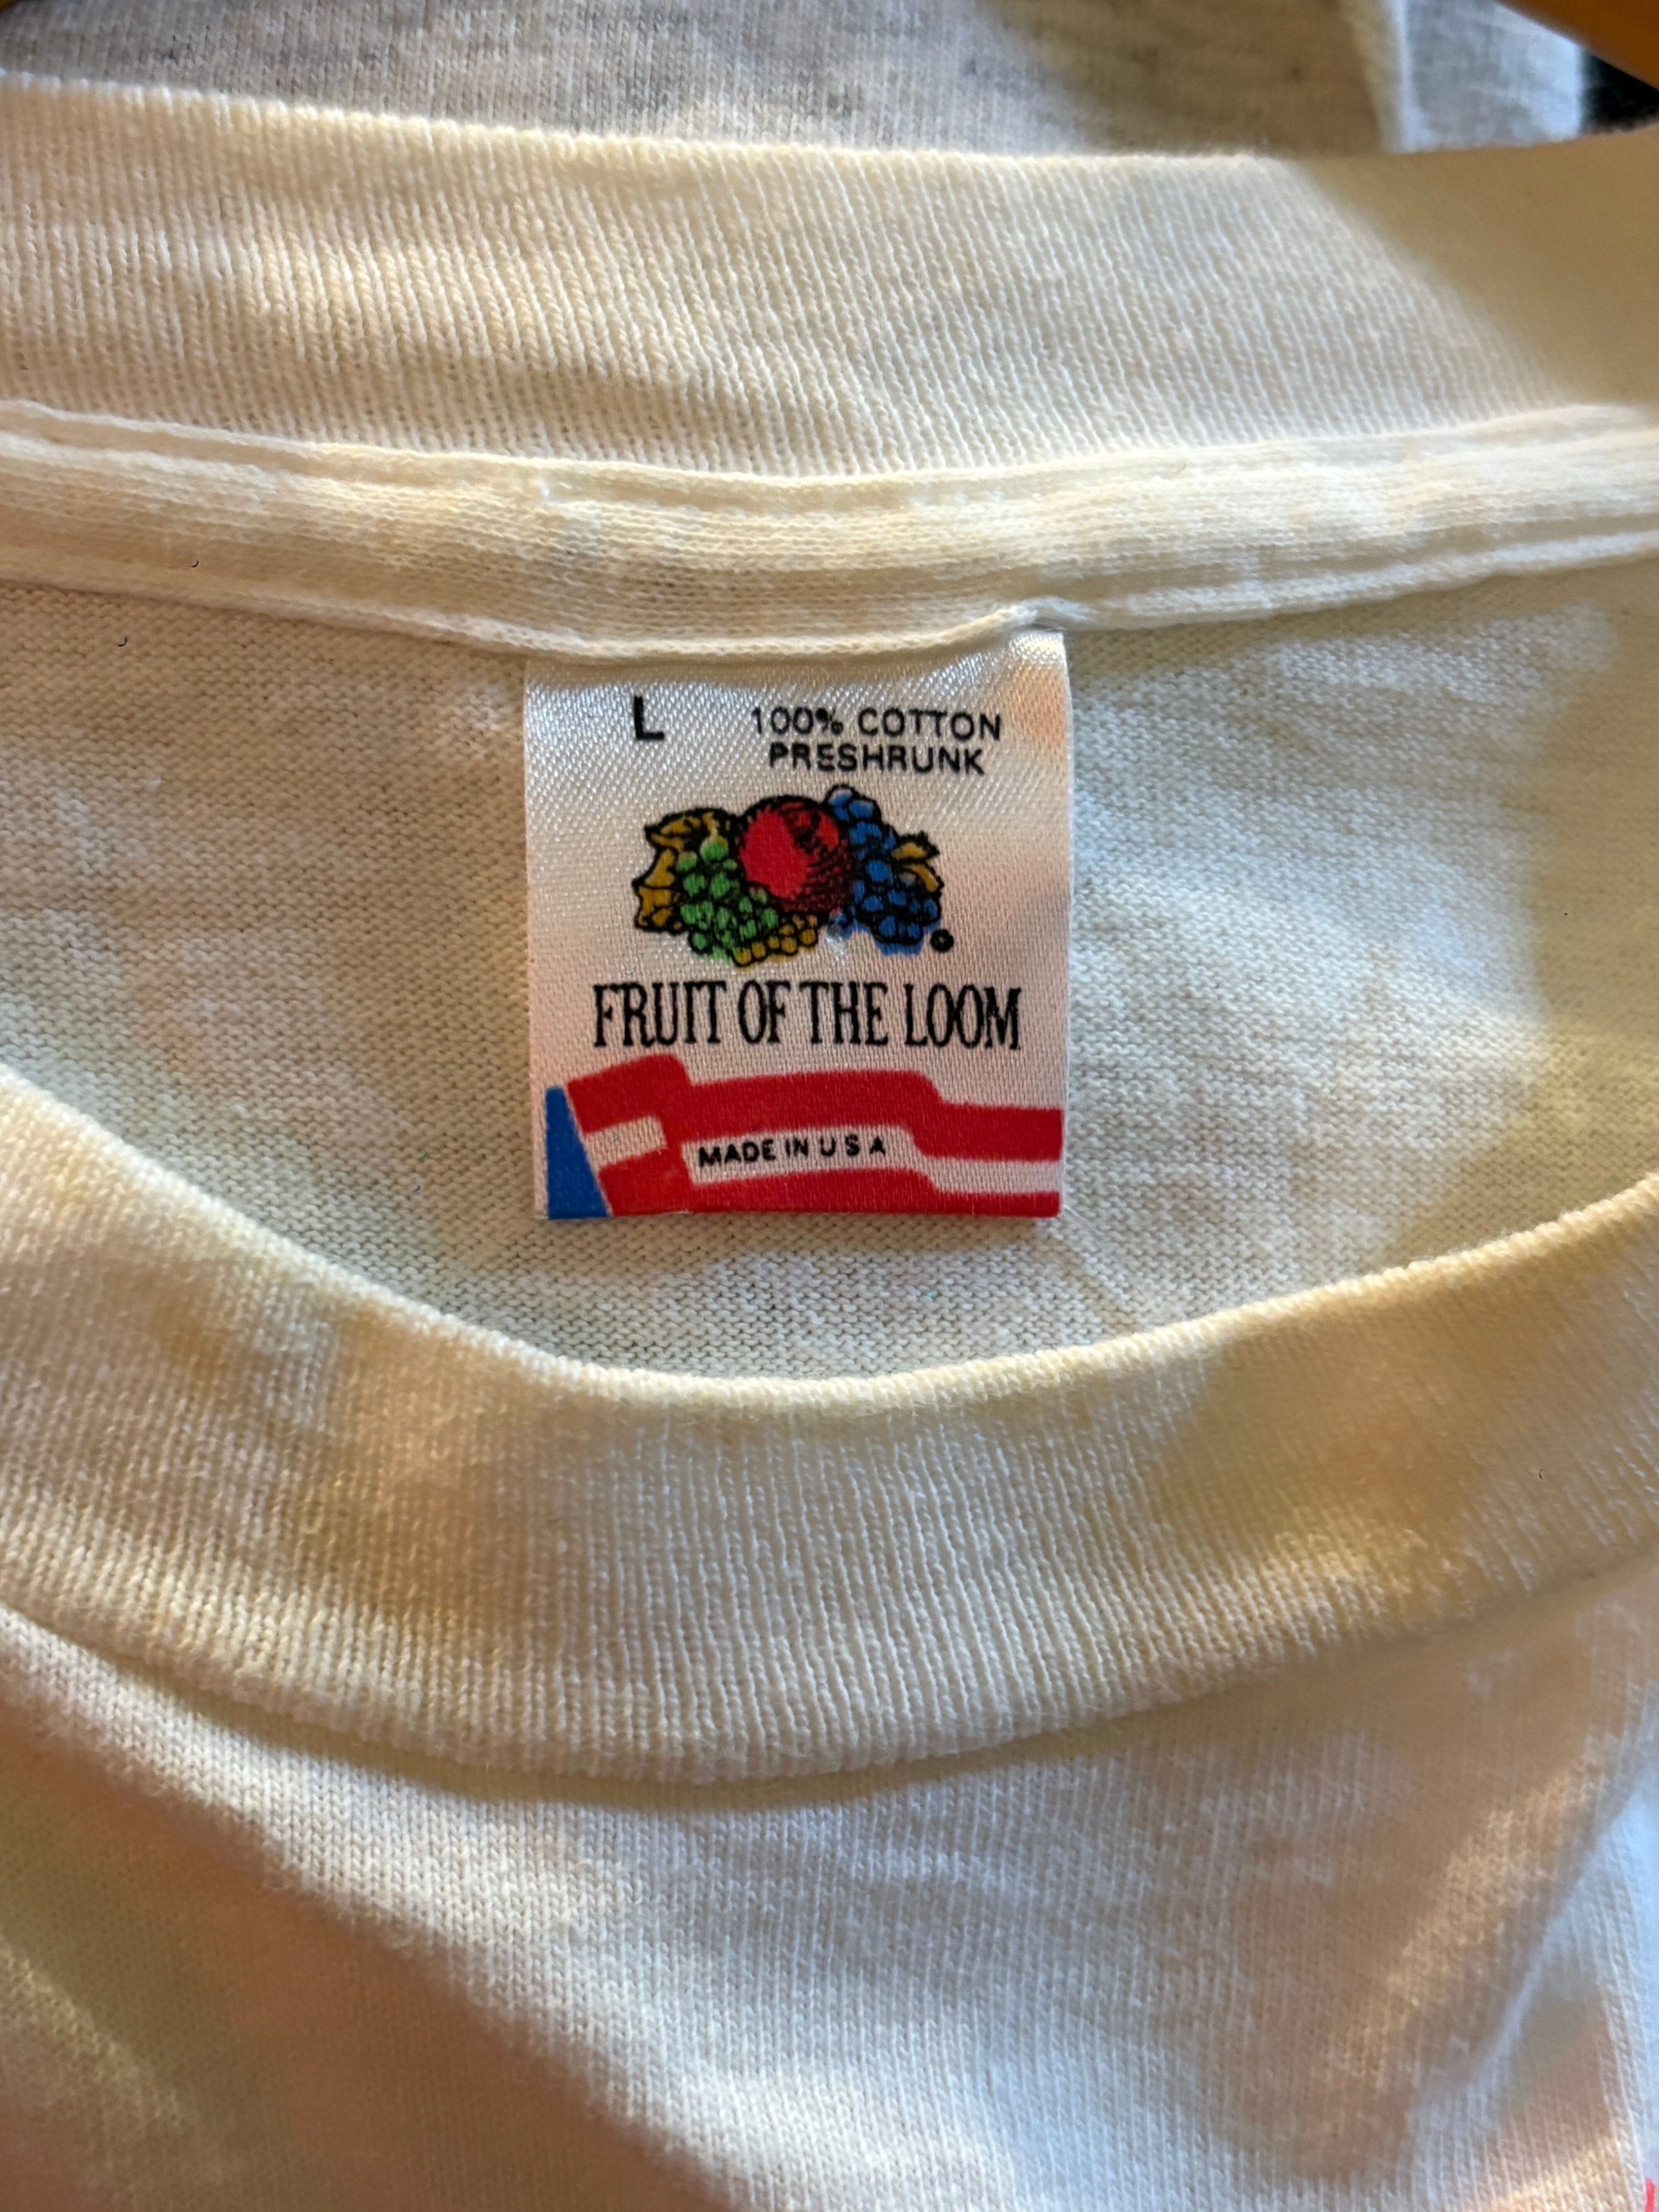 L
100% COTTON
PRESHRUNK
FRUIT OF THE LOOM
MADE IN U S A